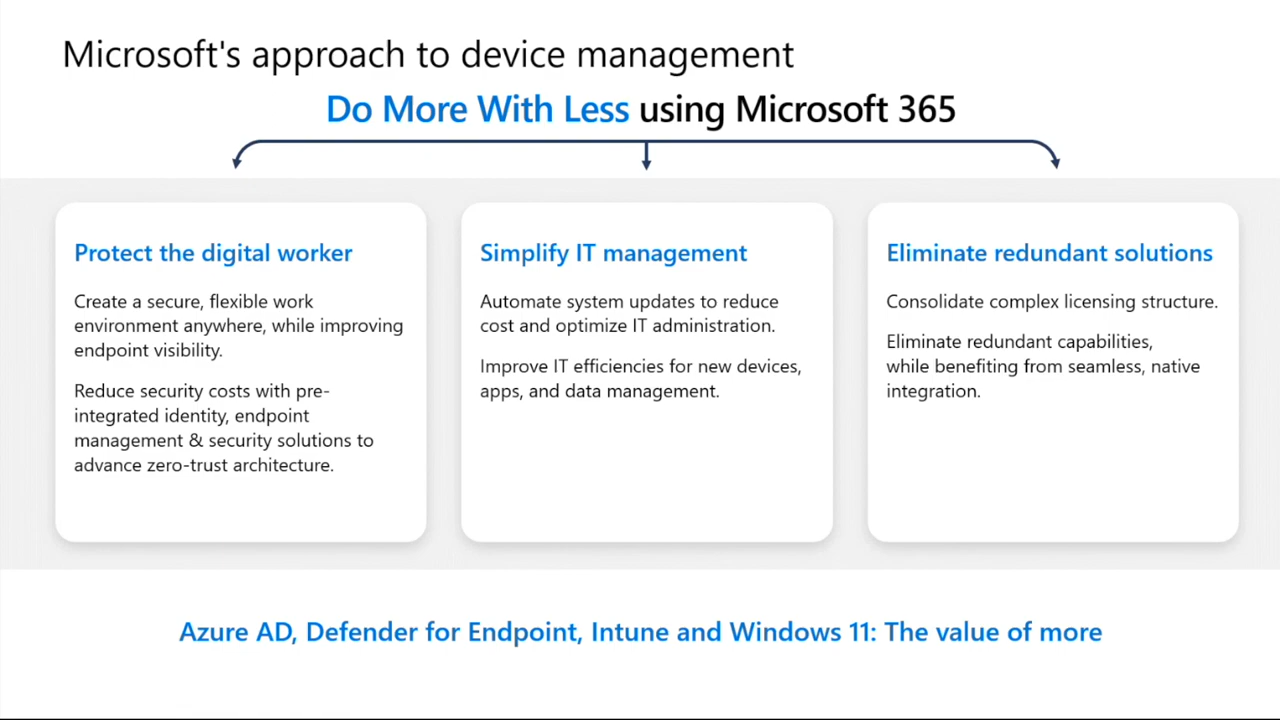 Microsoft's approach to device management
Do More With Less using Microsoft 365
Protect the digital worker
Create a secure, flexible work
environment anywhere, while improving
endpoint visibility.
Reduce security costs with pre-
integrated identity, endpoint
management & security solutions to
advance zero-trust architecture.
Simplify IT management
Automate system updates to reduce
cost and optimize IT administration.
Improve IT efficiencies for new devices,
apps, and data management.
Eliminate redundant solutions
Consolidate complex licensing structure.
Eliminate redundant capabilities,
while benefiting from seamless, native
integration.
Azure AD, Defender for Endpoint, Intune and Windows 11: The value of more